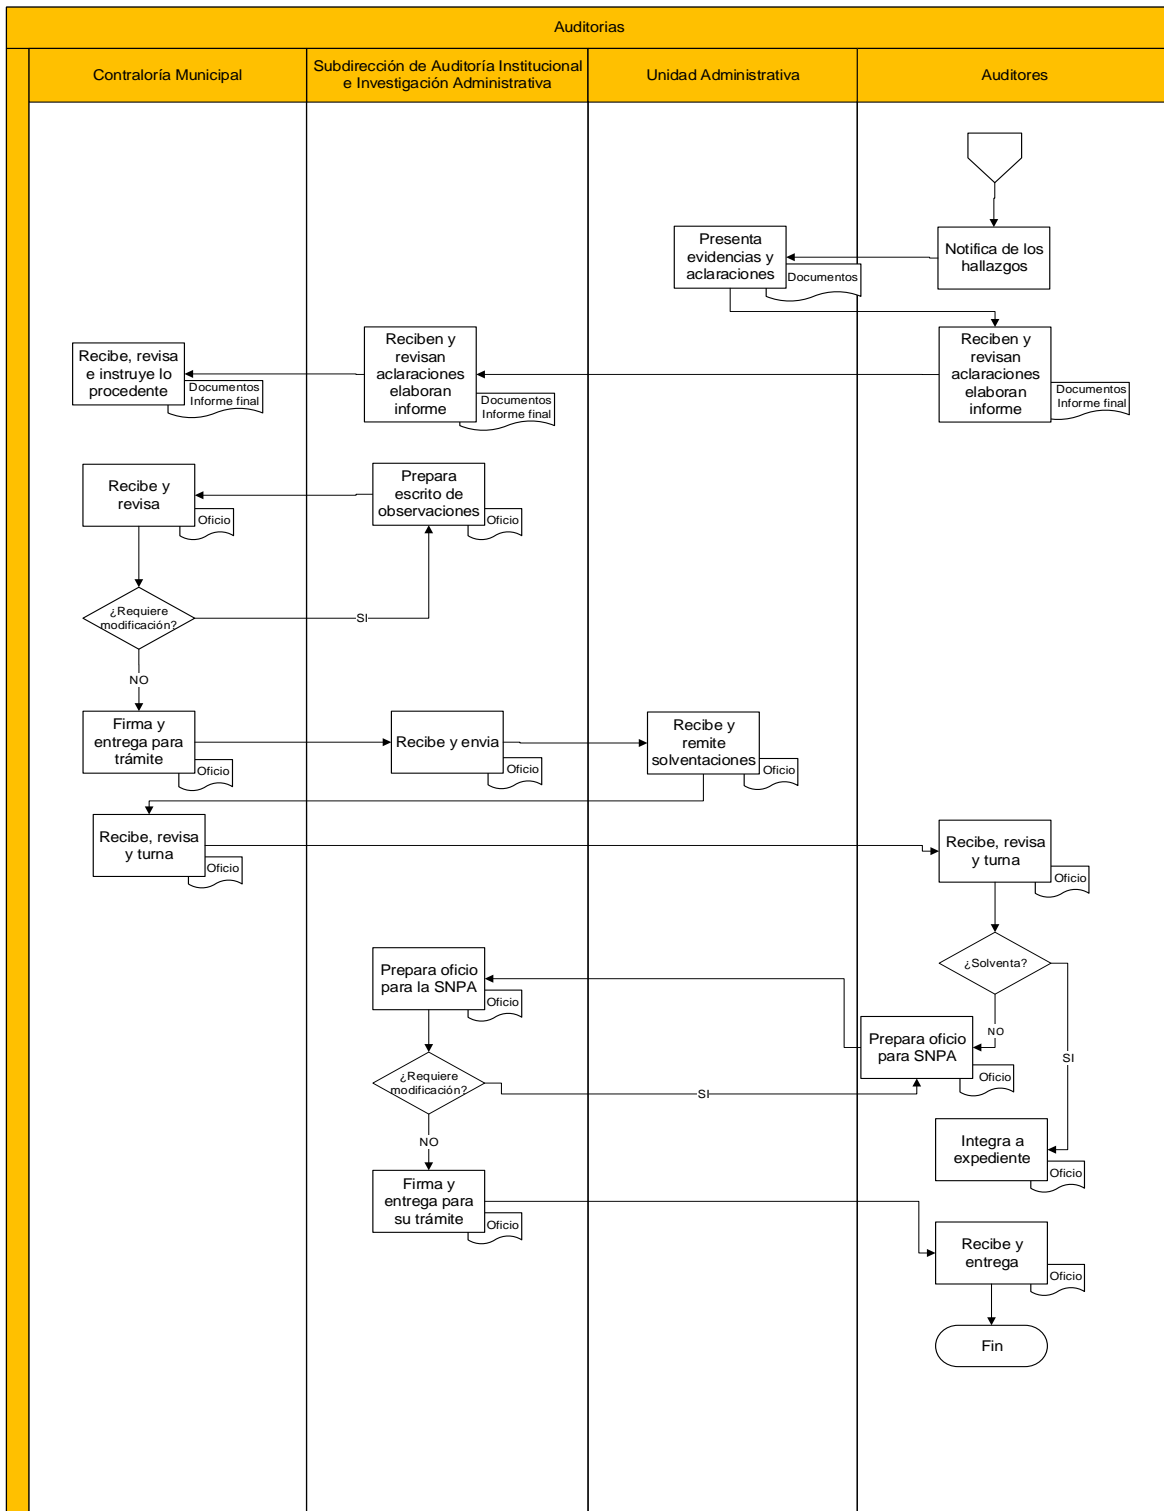 Auditorias
Contraloría Municipal
Subdirección de Auditoría Institucional
e Investigación Administrativa
Unidad Administrativa
Auditores
Notifica de los
hallazgos
Presenta
evidencias y
aclaraciones
Documentos
Reciben y
revisan
aclaraciones
elaboran
informe
Documentos
Informe final
Reciben y
revisan
aclaraciones
elaboran
informe
Documentos
Informe final
Recibe, revisa
e instruye lo
procedente
Documentos
Informe final
Prepara
escrito de
observaciones
Oficio
Recibe y
revisa
Oficio
¿Requiere
modificación?
SI
NO
Firma y
entrega para
trámite
Oficio
Recibe y envia
Oficio
Recibe y
remite
solventaciones
Oficio
Recibe, revisa
y turna
Oficio
Recibe, revisa
y turna
Oficio
¿Solventa?
NO
SI
Prepara oficio
para SNPA
Oficio
Prepara oficio
para la SNPA
Oficio
¿Requiere
modificación?
SI
NO
Integra a
expediente
Oficio
Firma y
entrega para
su trámite
Oficio
Recibe y
entrega
Oficio
Fin